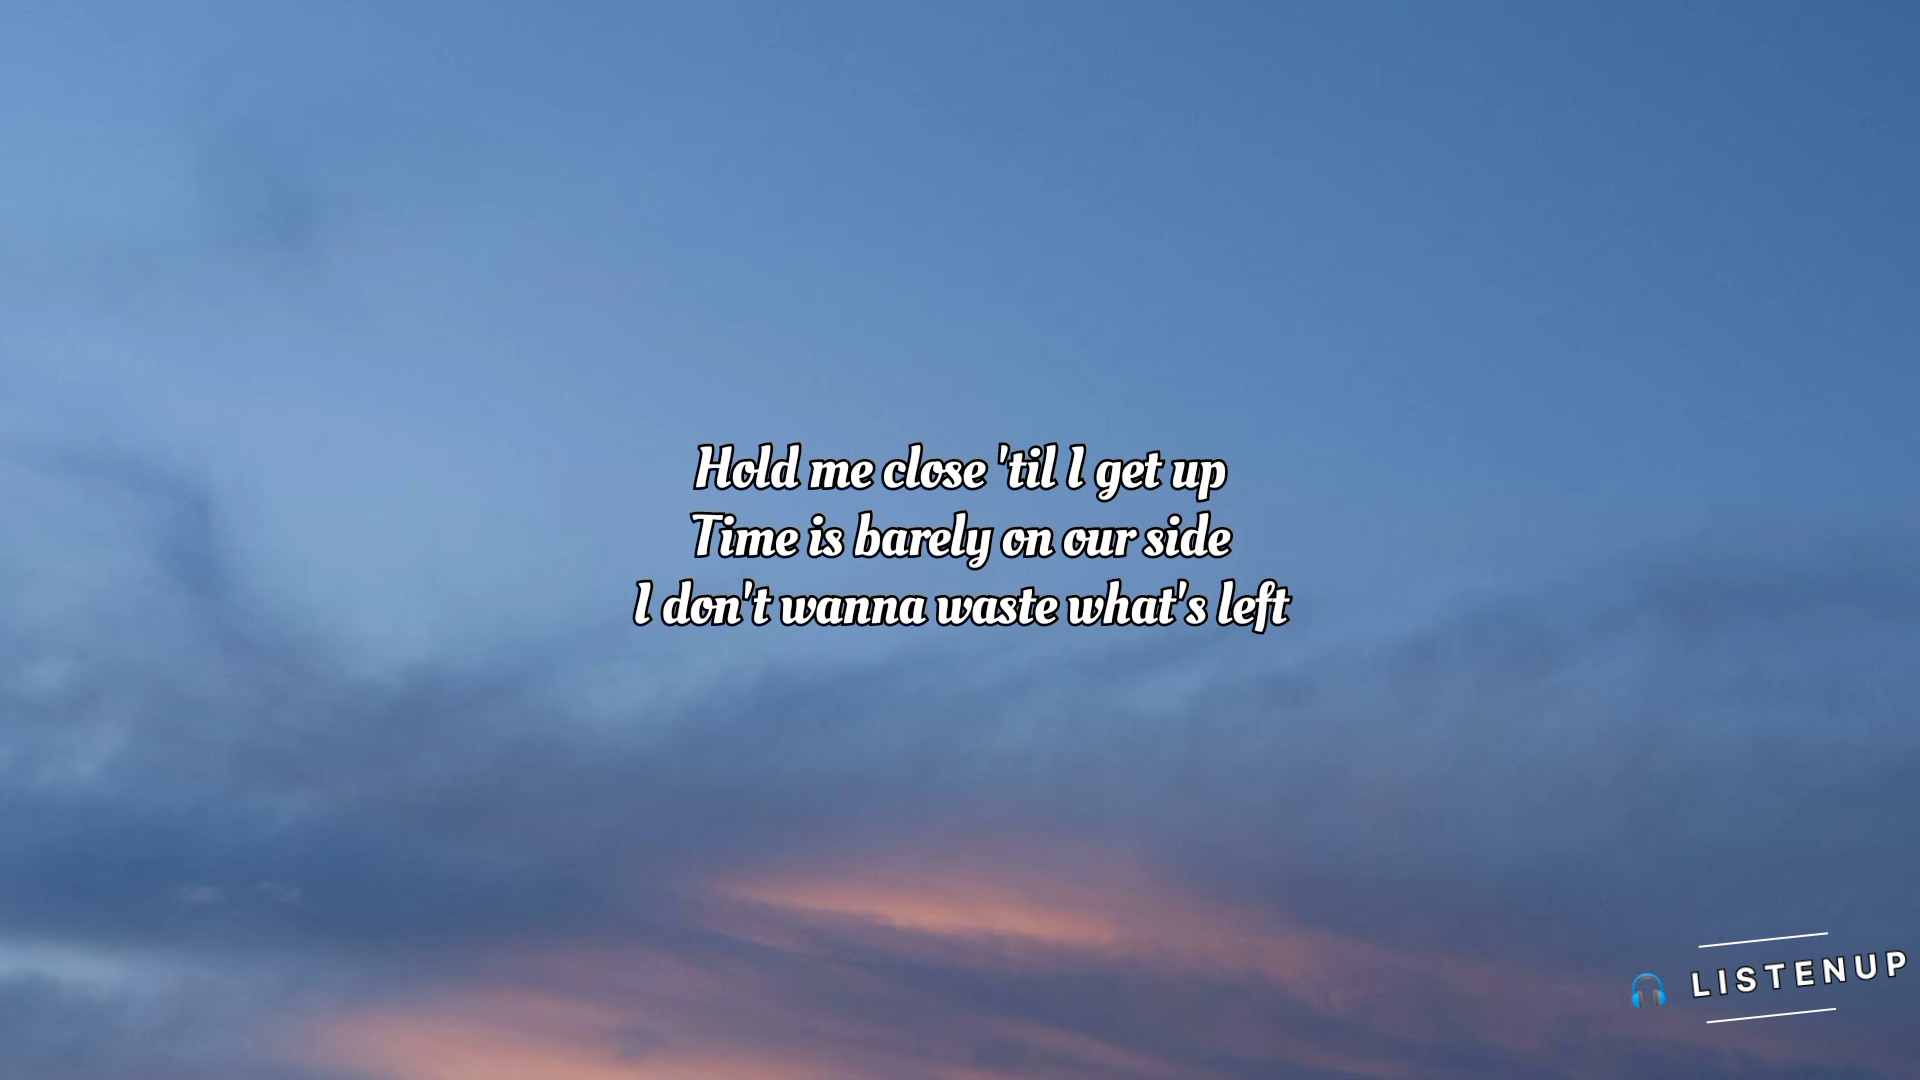 Hold me close 'til I get up
Time is barely on our side
I don't wanna waste what's left
LISTENUP